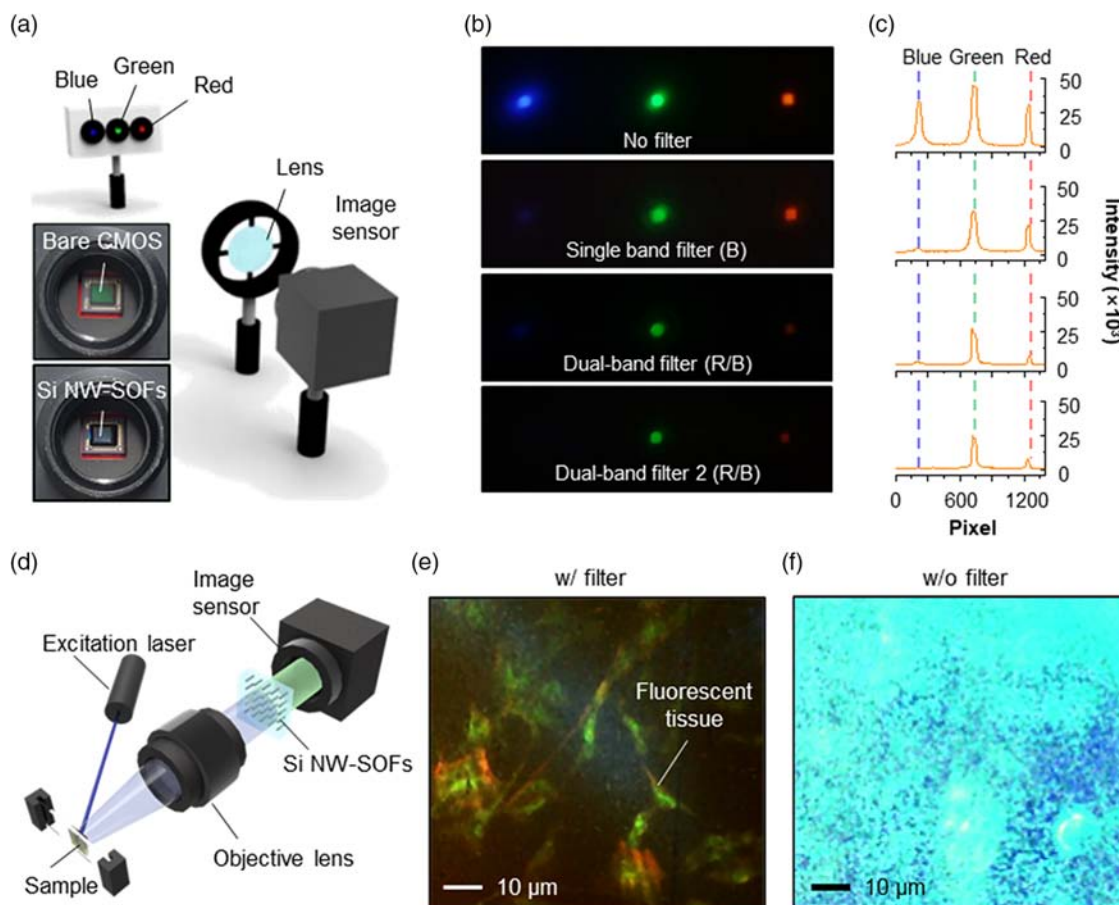 (a)
Blue
Green
Red
Lens
Image
sensor
Bare CMOS
Si NW-SOFs
(b)
No filter
Single band filter (B)
Dual-band filter (R/B)
Dual-band filter 2 (R/B)
(c)
Blue Green Red
50
25
0
50
25
0
50
25
0
50
25
0
Intensity (×10³)
0 600 1200
Pixel
(d)
Image
sensor
Excitation laser
Si NW-SOFs
Objective lens
Sample
(e)
w/ filter
Fluorescent
tissue
10 µm
(f)
w/o filter
10 µm